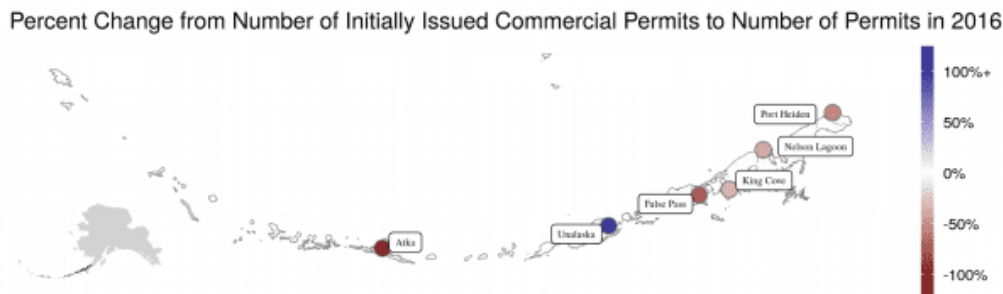 Percent Change from Number of Initially Issued Commercial Permits to Number of Permits in 2016
100%+
Port Heiden
50%
Nelson Lagoon
0%
King Cove
False Pass
-50%
Unalaska
Atka
-100%